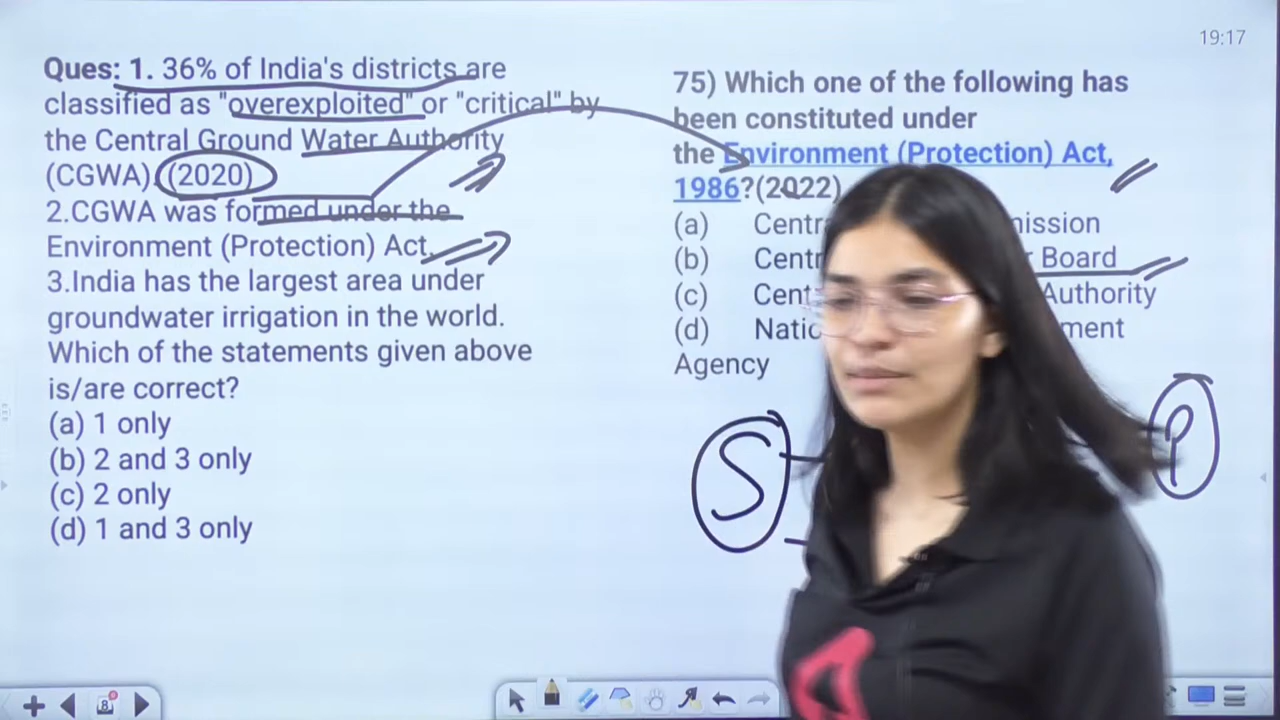 19:17
Ques: 1. 36% of India's districts are
classified as "overexploited" or "critical" by
the Central Ground Water Authority
(CGWA). (2020)
2.CGWA was formed under the
Environment (Protection) Act.
3.India has the largest area under
groundwater irrigation in the world.
Which of the statements given above
is/are correct?
(a) 1 only
(b) 2 and 3 only
(c) 2 only
(d) 1 and 3 only
75) Which one of the following has
been constituted under
the Environment (Protection) Act,
1986?(2022)
(a)
(b) Board
(c) Authority
(d)
Agency
S
P
8